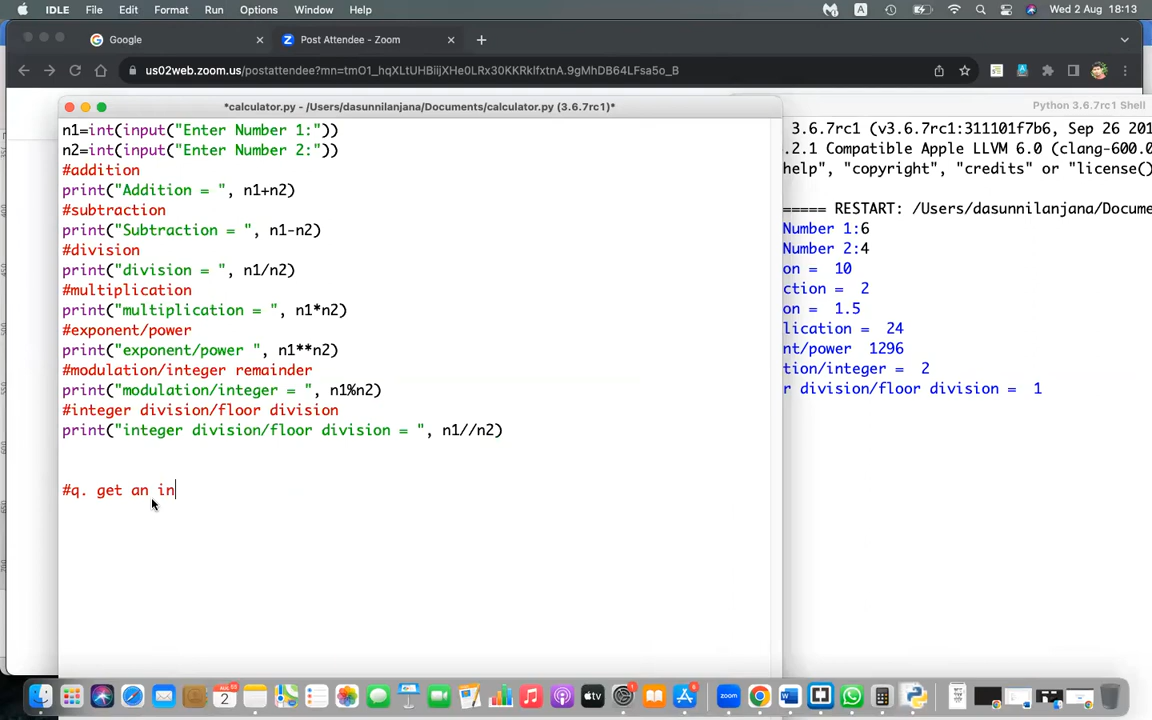 IDLE File Edit Format Run Options Window Help A Wed 2 Aug 18:13
Google Post Attendee - Zoom
us02web.zoom.us/postattendee?mn=tmO1_hqXLtUHBiijXHe0LRx30KKRklfxtnA.9gMhDB64LFsa5o_B
*calculator.py - /Users/dasunnilanjana/Documents/calculator.py (3.6.7rc1)*
n1=int(input("Enter Number 1:"))
n2=int(input("Enter Number 2:"))
#addition
print("Addition = ", n1+n2)
#subtraction
print("Subtraction = ", n1-n2)
#division
print("division = ", n1/n2)
#multiplication
print("multiplication = ", n1*n2)
#exponent/power
print("exponent/power ", n1**n2)
#modulation/integer remainder
print("modulation/integer = ", n1%n2)
#integer division/floor division
print("integer division/floor division = ", n1//n2)
#q. get an in
Python 3.6.7rc1 Shell
3.6.7rc1 (v3.6.7rc1:311101f7b6, Sep 26 201
.2.1 Compatible Apple LLVM 6.0 (clang-600.0
help", "copyright", "credits" or "license()
===== RESTART: /Users/dasunnilanjana/Docume
Number 1:6
Number 2:4
on =  10
ction =  2
on =  1.5
lication =  24
nt/power  1296
tion/integer =  2
r division/floor division =  1
2
zoom
tv